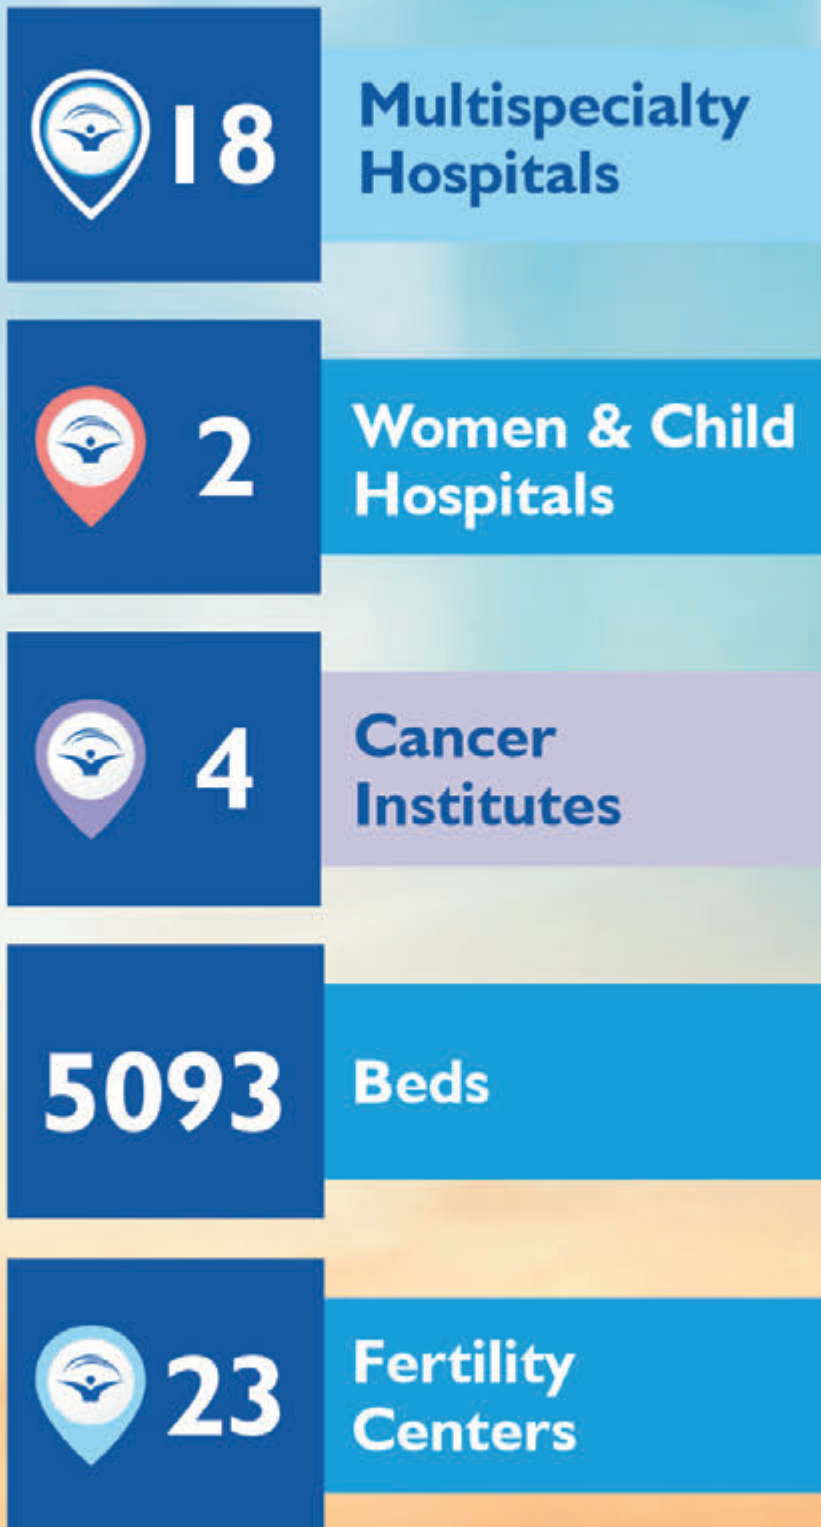 18
Multispecialty
Hospitals
2
Women & Child
Hospitals
4
Cancer
Institutes
5093
Beds
23
Fertility
Centers